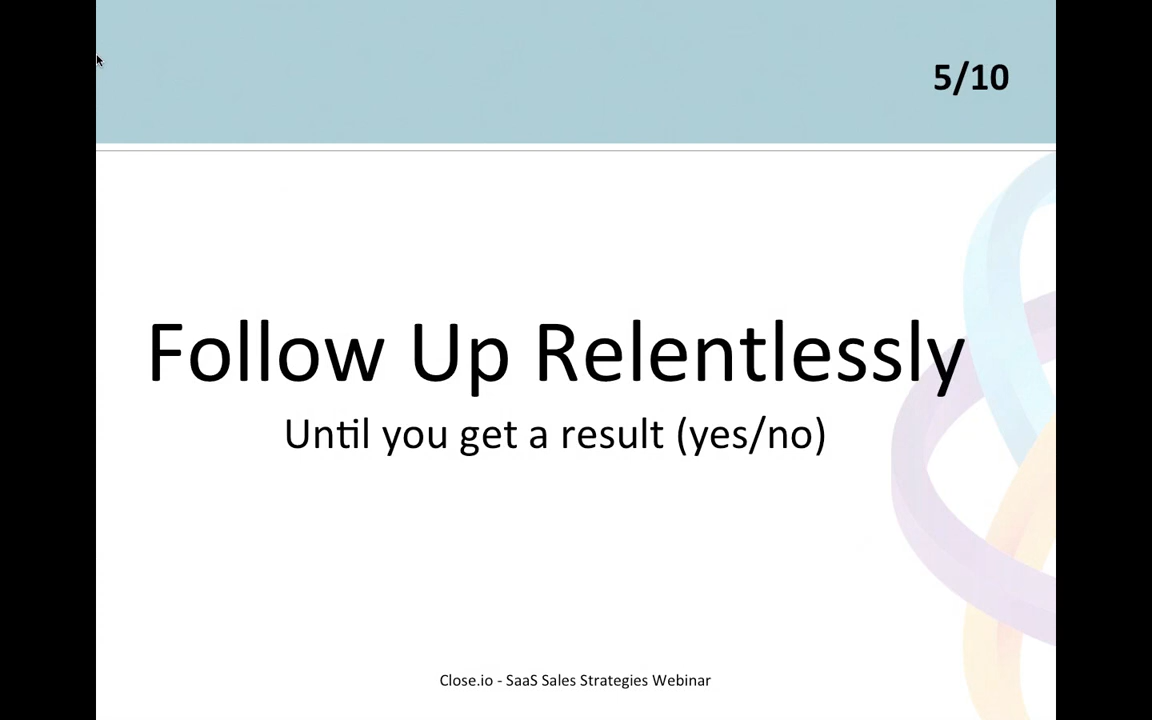 5/10
Follow Up Relentlessly
Until you get a result (yes/no)
Close.io - SaaS Sales Strategies Webinar